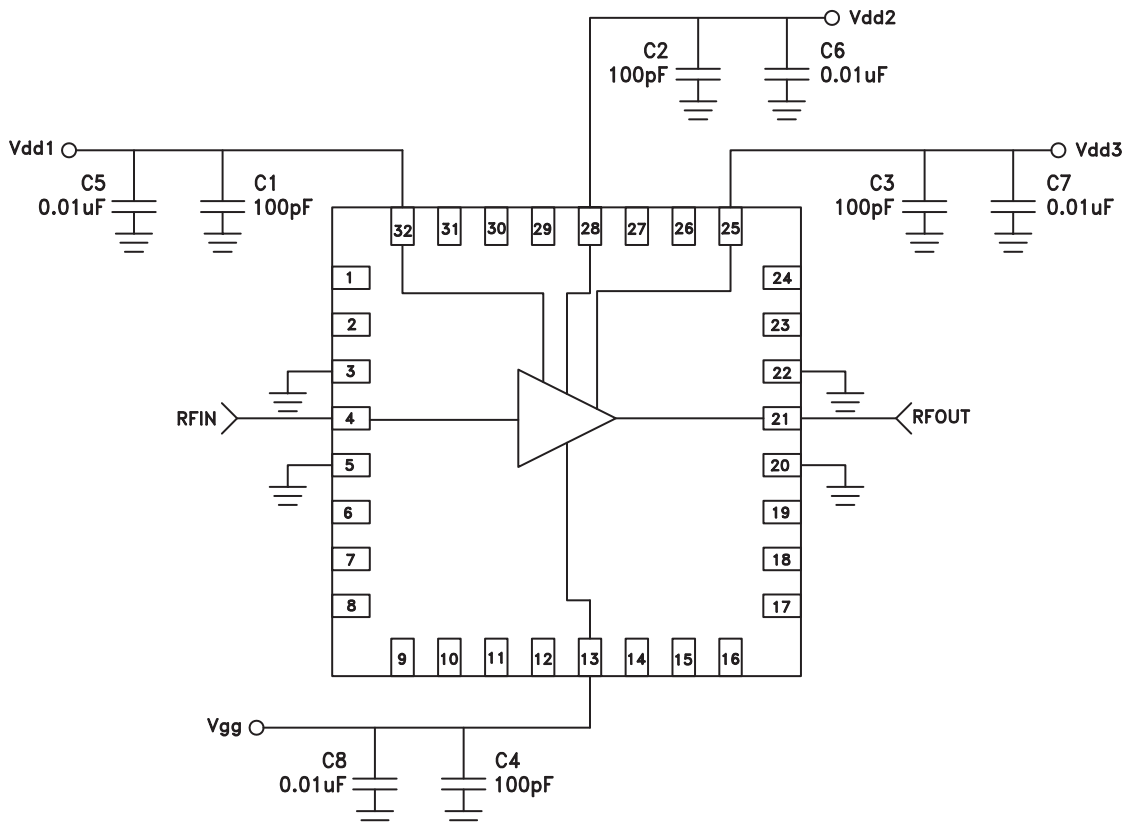 Vdd2
C2
100pF
C6
0.01uF
Vdd1
C5
0.01uF
C1
100pF
Vdd3
C3
100pF
C7
0.01uF
32 31 30 29 28 27 26 25
1 24
2 23
3 22
RFIN 4 21 RFOUT
5 20
6 19
7 18
8 17
9 10 11 12 13 14 15 16
Vgg
C8
0.01uF
C4
100pF